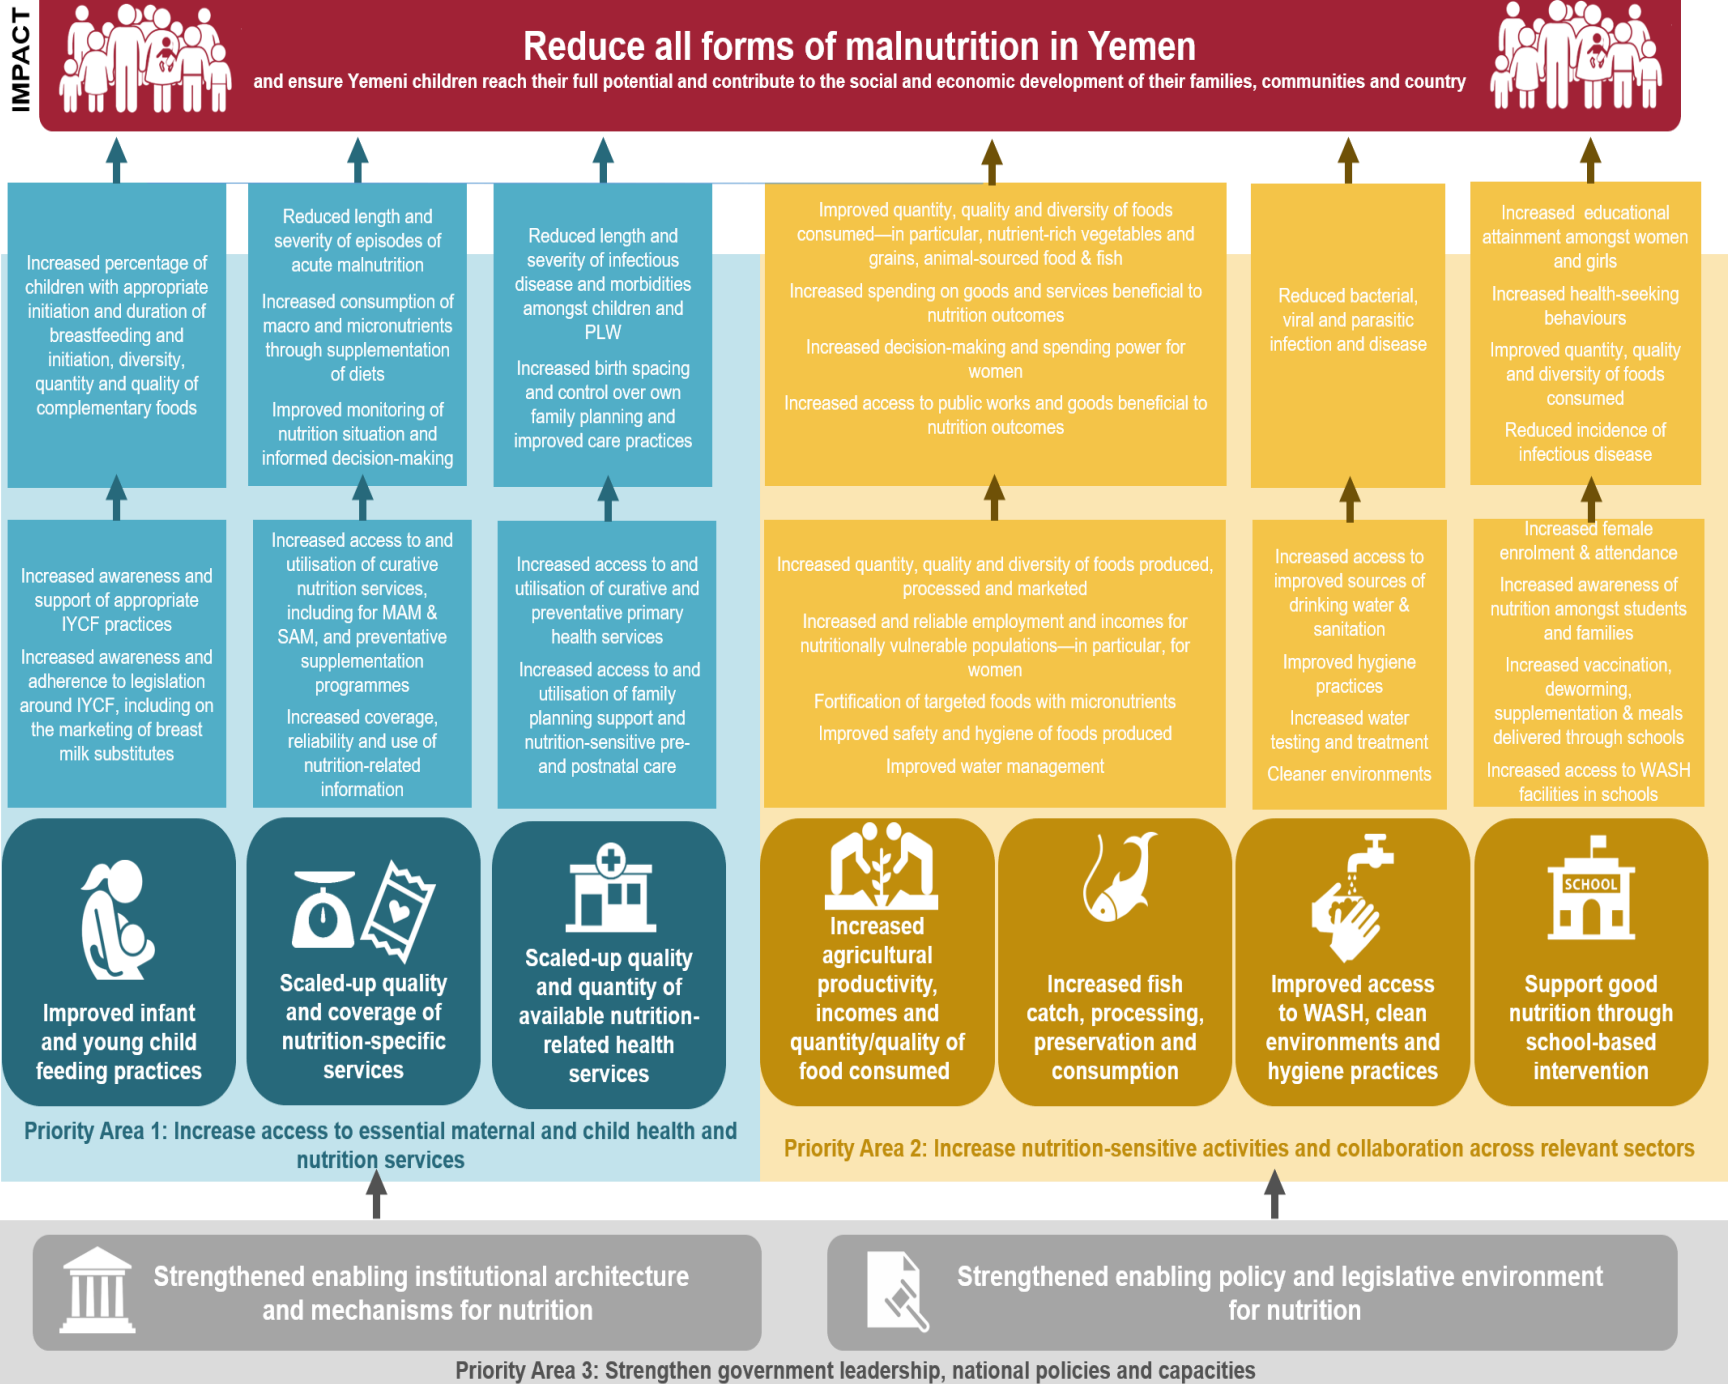 IMPACT
Reduce all forms of malnutrition in Yemen
and ensure Yemeni children reach their full potential and contribute to the social and economic development of their families, communities and country
Increased percentage of
children with appropriate
initiation and duration of
breastfeeding and
initiation, diversity,
quantity and quality of
complementary foods
Reduced length and
severity of episodes of
acute malnutrition
Increased consumption of
macro and micronutrients
through supplementation
of diets
Improved monitoring of
nutrition situation and
informed decision-making
Reduced length and
severity of infectious
disease and morbidities
amongst children and
PLW
Increased birth spacing
and control over own
family planning and
improved care practices
Improved quantity, quality and diversity of foods
consumed—in particular, nutrient-rich vegetables and
grains, animal-sourced food & fish
Increased spending on goods and services beneficial to
nutrition outcomes
Increased decision-making and spending power for
women
Increased access to public works and goods beneficial to
nutrition outcomes
Reduced bacterial,
viral and parasitic
infection and disease
Increased educational
attainment amongst women
and girls
Increased health-seeking
behaviours
Improved quantity, quality
and diversity of foods
consumed
Reduced incidence of
infectious disease
Increased awareness and
support of appropriate
IYCF practices
Increased awareness and
adherence to legislation
around IYCF, including on
the marketing of breast
milk substitutes
Increased access to and
utilisation of curative
nutrition services,
including for MAM &
SAM, and preventative
supplementation
programmes
Increased coverage,
reliability and use of
nutrition-related
information
Increased access to and
utilisation of curative and
preventative primary
health services
Increased access to and
utilisation of family
planning support and
nutrition-sensitive pre-
and postnatal care
Increased quantity, quality and diversity of foods produced,
processed and marketed
Increased and reliable employment and incomes for
nutritionally vulnerable populations—in particular, for
women
Fortification of targeted foods with micronutrients
Improved safety and hygiene of foods produced
Improved water management
Increased access to
improved sources of
drinking water &
sanitation
Improved hygiene
practices
Increased water
testing and treatment
Cleaner environments
Increased female
enrolment & attendance
Increased awareness of
nutrition amongst students
and families
Increased vaccination,
deworming,
supplementation & meals
delivered through schools
Increased access to WASH
facilities in schools
Improved infant
and young child
feeding practices
Scaled-up quality
and coverage of
nutrition-specific
services
Scaled-up quality
and quantity of
available nutrition-
related health
services
Increased
agricultural
productivity,
incomes and
quantity/quality of
food consumed
Increased fish
catch, processing,
preservation and
consumption
Improved access
to WASH, clean
environments and
hygiene practices
SCHOOL
Support good
nutrition through
school-based
intervention
Priority Area 1: Increase access to essential maternal and child health and
nutrition services
Priority Area 2: Increase nutrition-sensitive activities and collaboration across relevant sectors
Strengthened enabling institutional architecture
and mechanisms for nutrition
Strengthened enabling policy and legislative environment
for nutrition
Priority Area 3: Strengthen government leadership, national policies and capacities